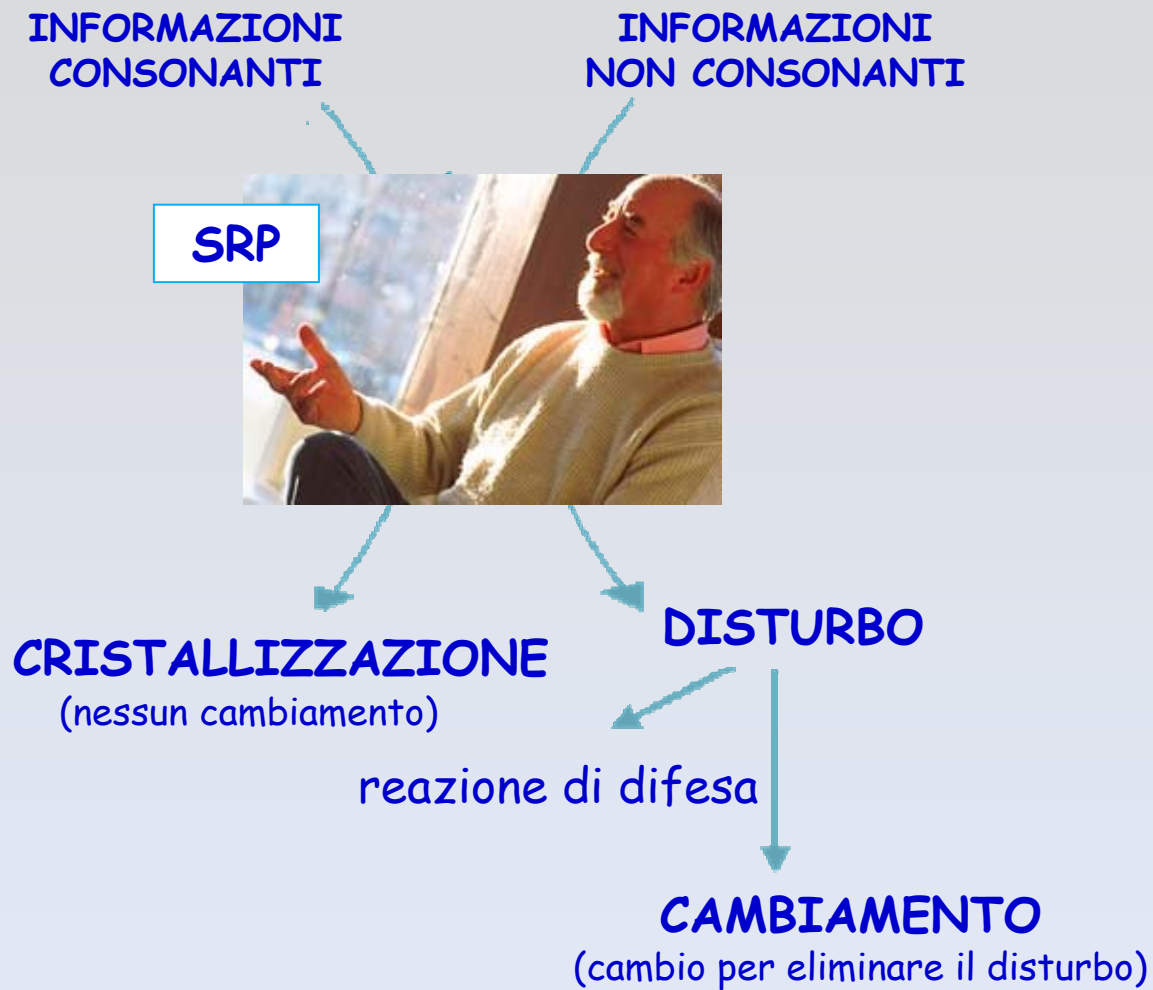 INFORMAZIONI
CONSONANTI
INFORMAZIONI
NON CONSONANTI
SRP
CRISTALLIZZAZIONE
(nessun cambiamento)
DISTURBO
reazione di difesa
CAMBIAMENTO
(cambio per eliminare il disturbo)